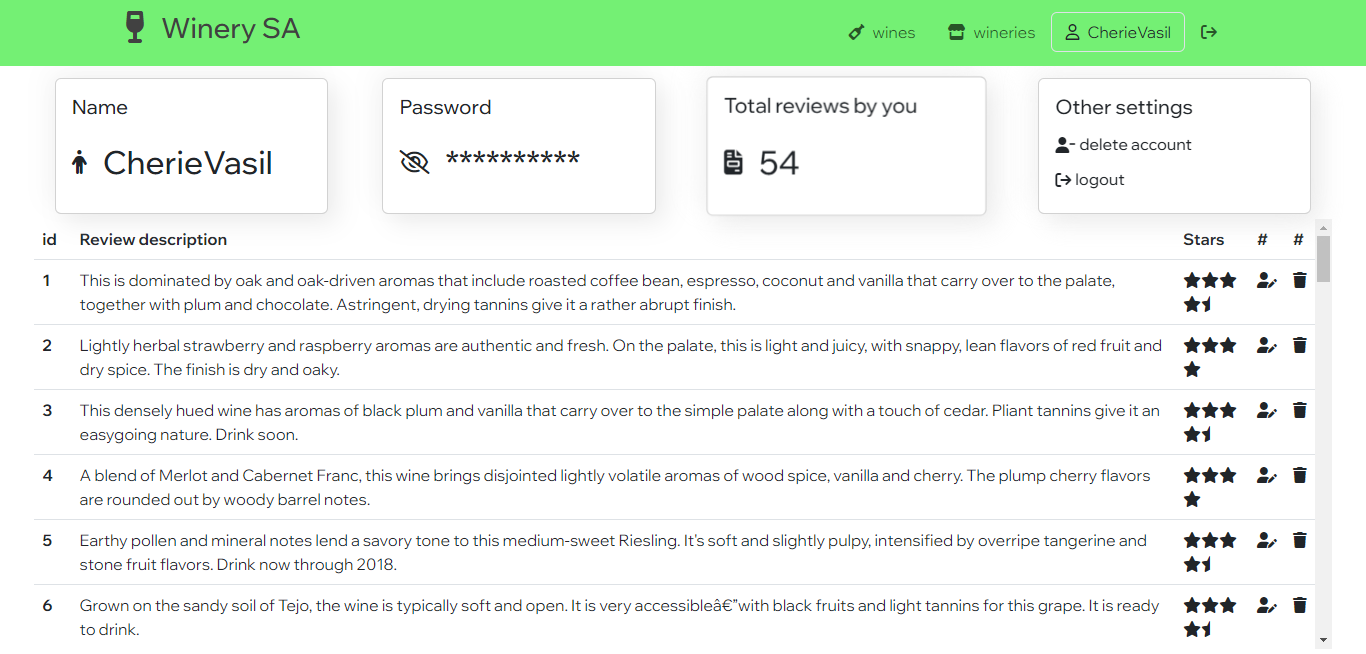 Winery SA
wines
wineries
CherieVasil
Name
CherieVasil
Password
**********
Total reviews by you
54
Other settings
delete account
logout
id Review description Stars # #
1 This is dominated by oak and oak-driven aromas that include roasted coffee bean, espresso, coconut and vanilla that carry over to the palate,
together with plum and chocolate. Astringent, drying tannins give it a rather abrupt finish.
2 Lightly herbal strawberry and raspberry aromas are authentic and fresh. On the palate, this is light and juicy, with snappy, lean flavors of red fruit and
dry spice. The finish is dry and oaky.
3 This densely hued wine has aromas of black plum and vanilla that carry over to the simple palate along with a touch of cedar. Pliant tannins give it an
easygoing nature. Drink soon.
4 A blend of Merlot and Cabernet Franc, this wine brings disjointed lightly volatile aromas of wood spice, vanilla and cherry. The plump cherry flavors
are rounded out by woody barrel notes.
5 Earthy pollen and mineral notes lend a savory tone to this medium-sweet Riesling. It's soft and slightly pulpy, intensified by overripe tangerine and
stone fruit flavors. Drink now through 2018.
6 Grown on the sandy soil of Tejo, the wine is typically soft and open. It is very accessibleâ€”with black fruits and light tannins for this grape. It is ready
to drink.